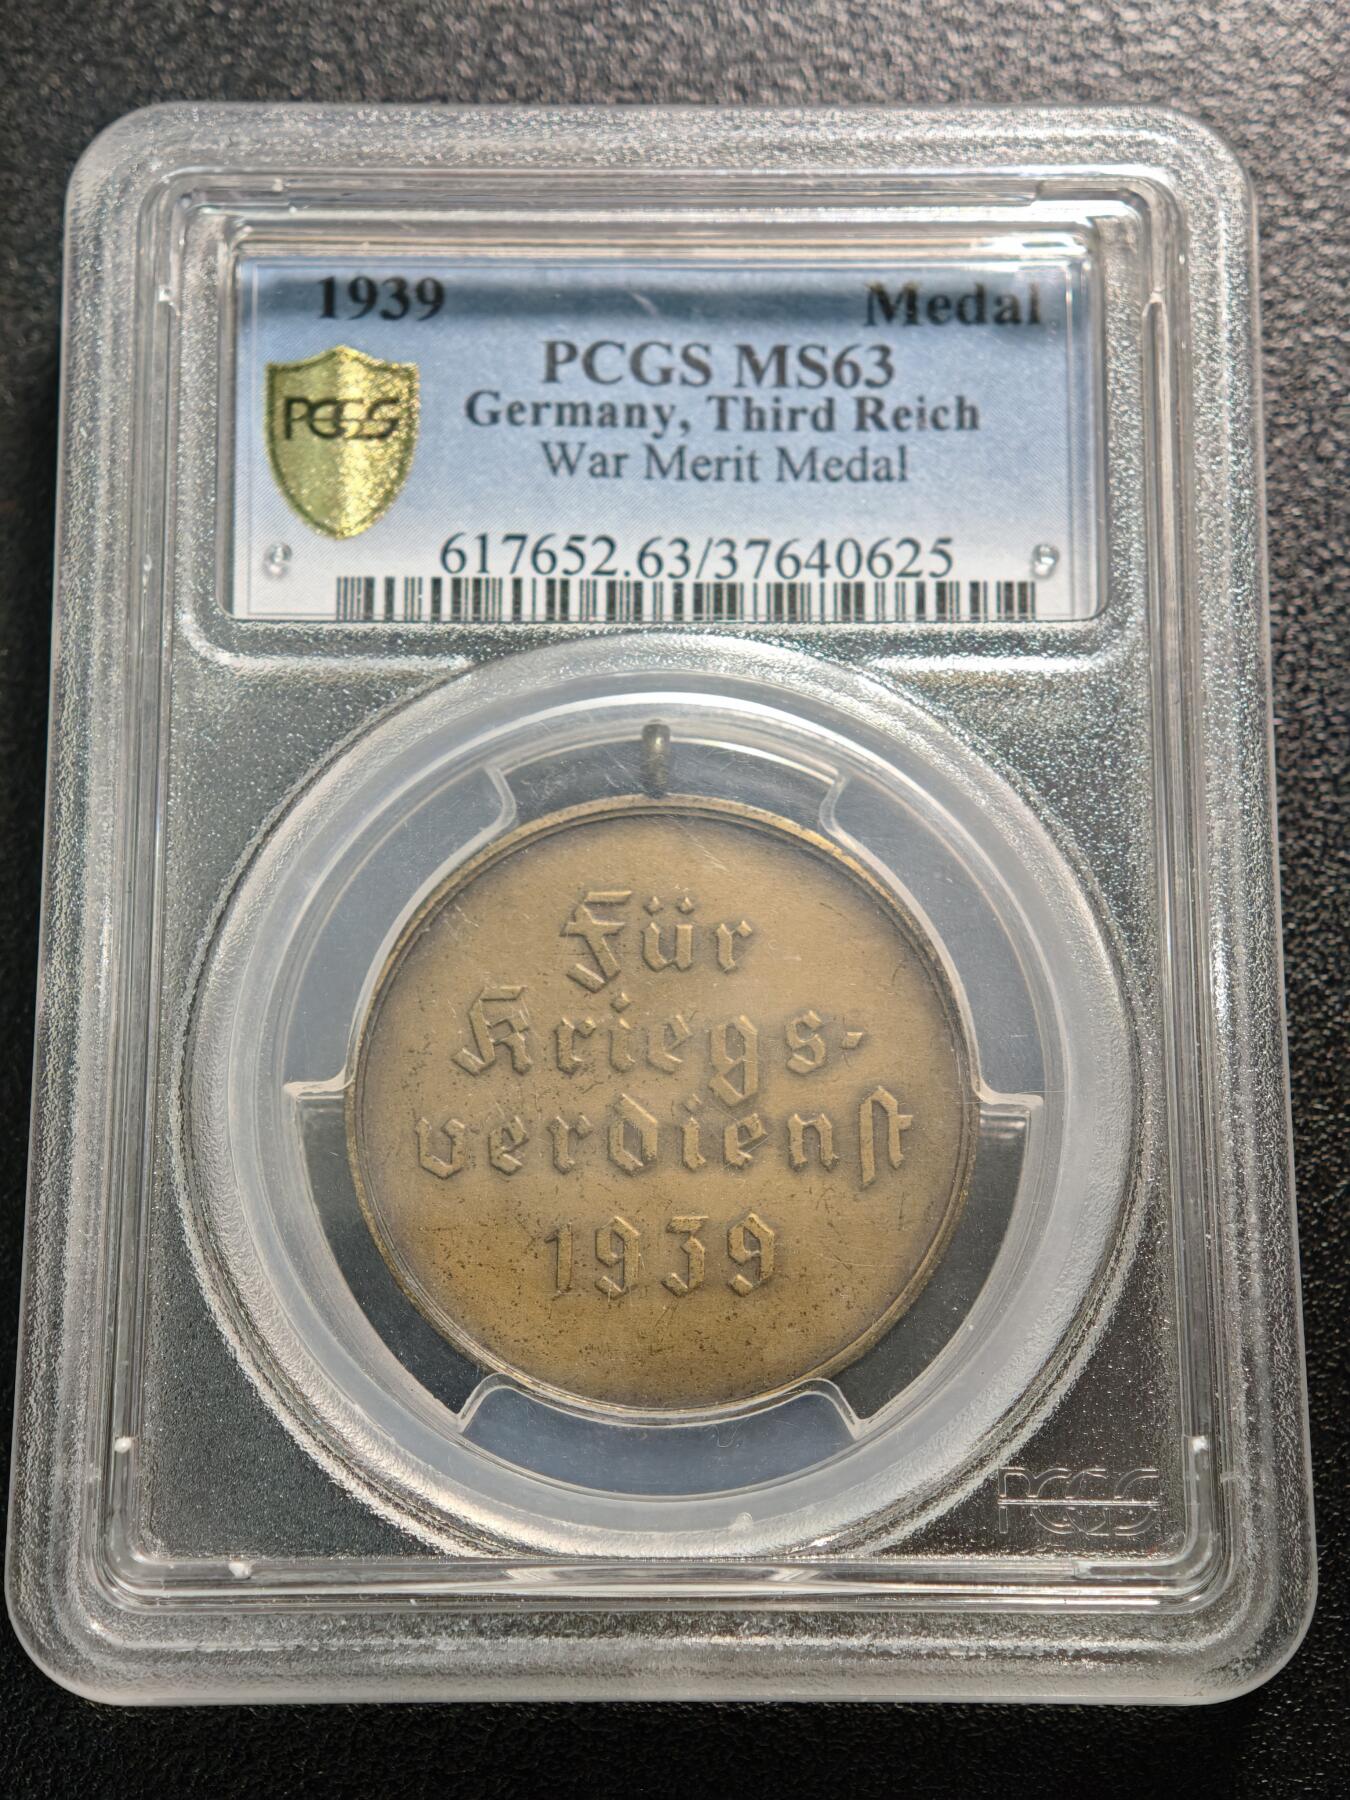 1939 Medal
PCGS MS63
Germany, Third Reich
War Merit Medal
PCGS
617652.63/37640625
Für
Kriegs-
verdienst
1939
PCGS